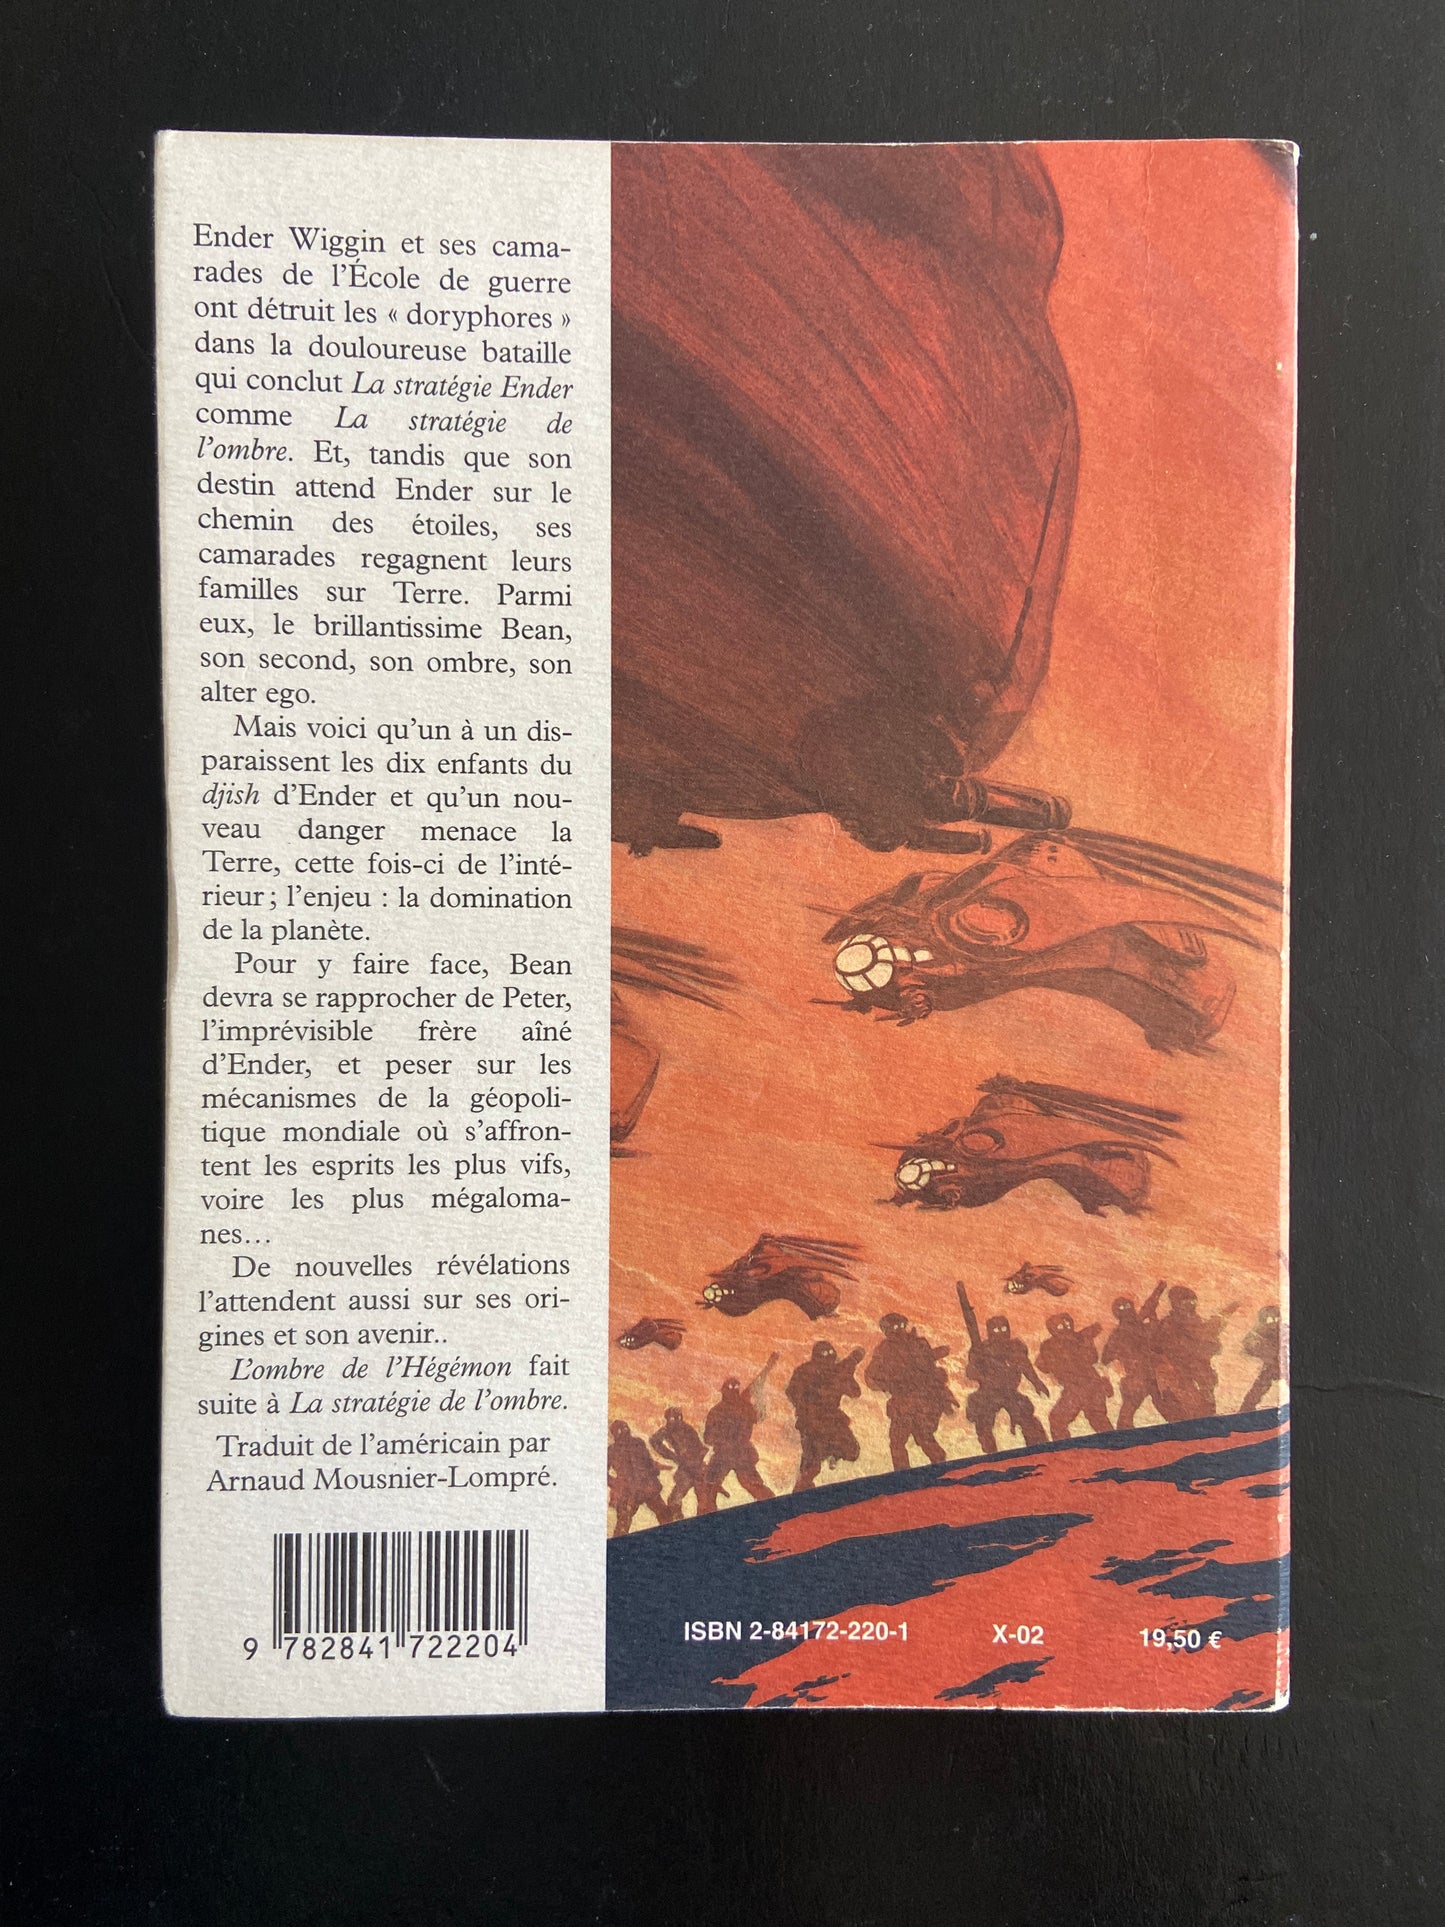 Ender Wiggin et ses cama-
rades de l'École de guerre
ont détruit les « doryphores »
dans la douloureuse bataille
qui conclut La stratégie Ender
comme La stratégie de
l'ombre. Et, tandis que son
destin attend Ender sur le
chemin des étoiles, ses
camarades regagnent leurs
familles sur Terre. Parmi
eux, le brillantissime Bean,
son second, son ombre, son
alter ego.
Mais voici qu'un à un dis-
paraissent les dix enfants du
djish d'Ender et qu'un nou-
veau danger menace la
Terre, cette fois-ci de l'inté-
rieur ; l'enjeu : la domination
de la planète.
Pour y faire face, Bean
devra se rapprocher de Peter,
l'imprévisible frère aîné
d'Ender, et peser sur les
mécanismes de la géopoli-
tique mondiale où s'affron-
tent les esprits les plus vifs,
voire les plus mégaloma-
nes...
De nouvelles révélations
l'attendent aussi sur ses ori-
gines et son avenir..
L'ombre de l'Hégémon fait
suite à La stratégie de l'ombre.
Traduit de l'américain par
Arnaud Mousnier-Lompré.
9 782841 722204
ISBN 2-84172-220-1 X-02 19,50 €